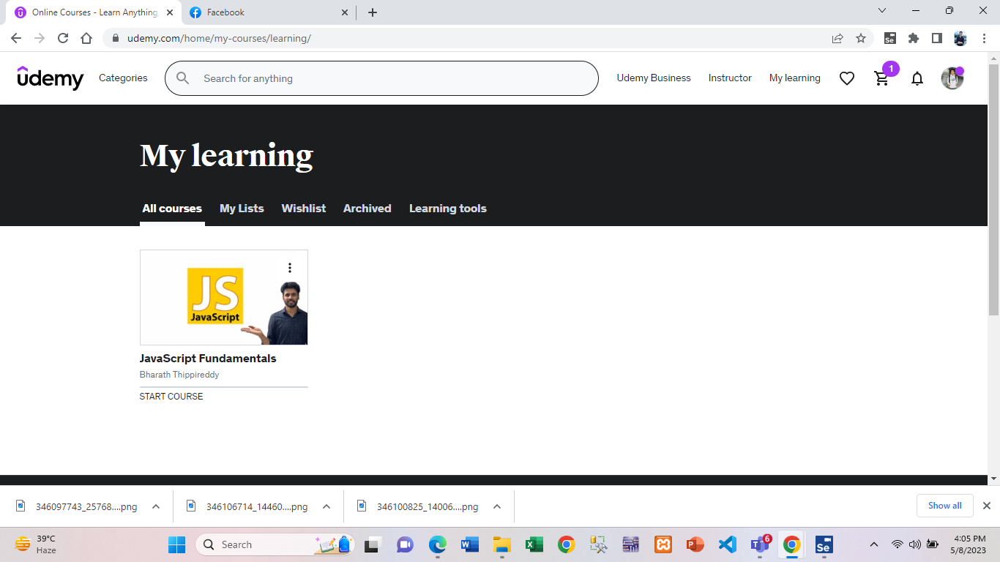 Online Courses - Learn Anything,
Facebook
udemy.com/home/my-courses/learning/
Se
udemy
Categories
Search for anything
Udemy Business
Instructor
My learning
1
My learning
All courses
My Lists
Wishlist
Archived
Learning tools
JS
JavaScript
JavaScript Fundamentals
Bharath Thippireddy
START COURSE
346097743_25768....png
346106714_14460....png
346100825_14006....png
Show all
39°C
Haze
Search
6
Se
4:05 PM
5/8/2023